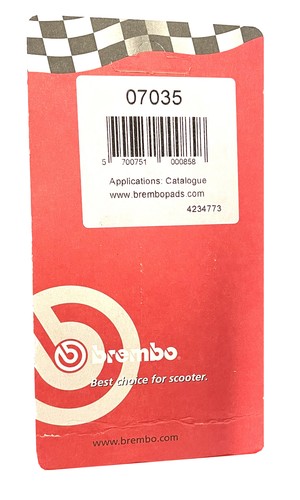 07035
5 700751 000858
Applications: Catalogue
www.brembopads.com
4234773
brembo
Best choice for scooter.
www.brembo.com